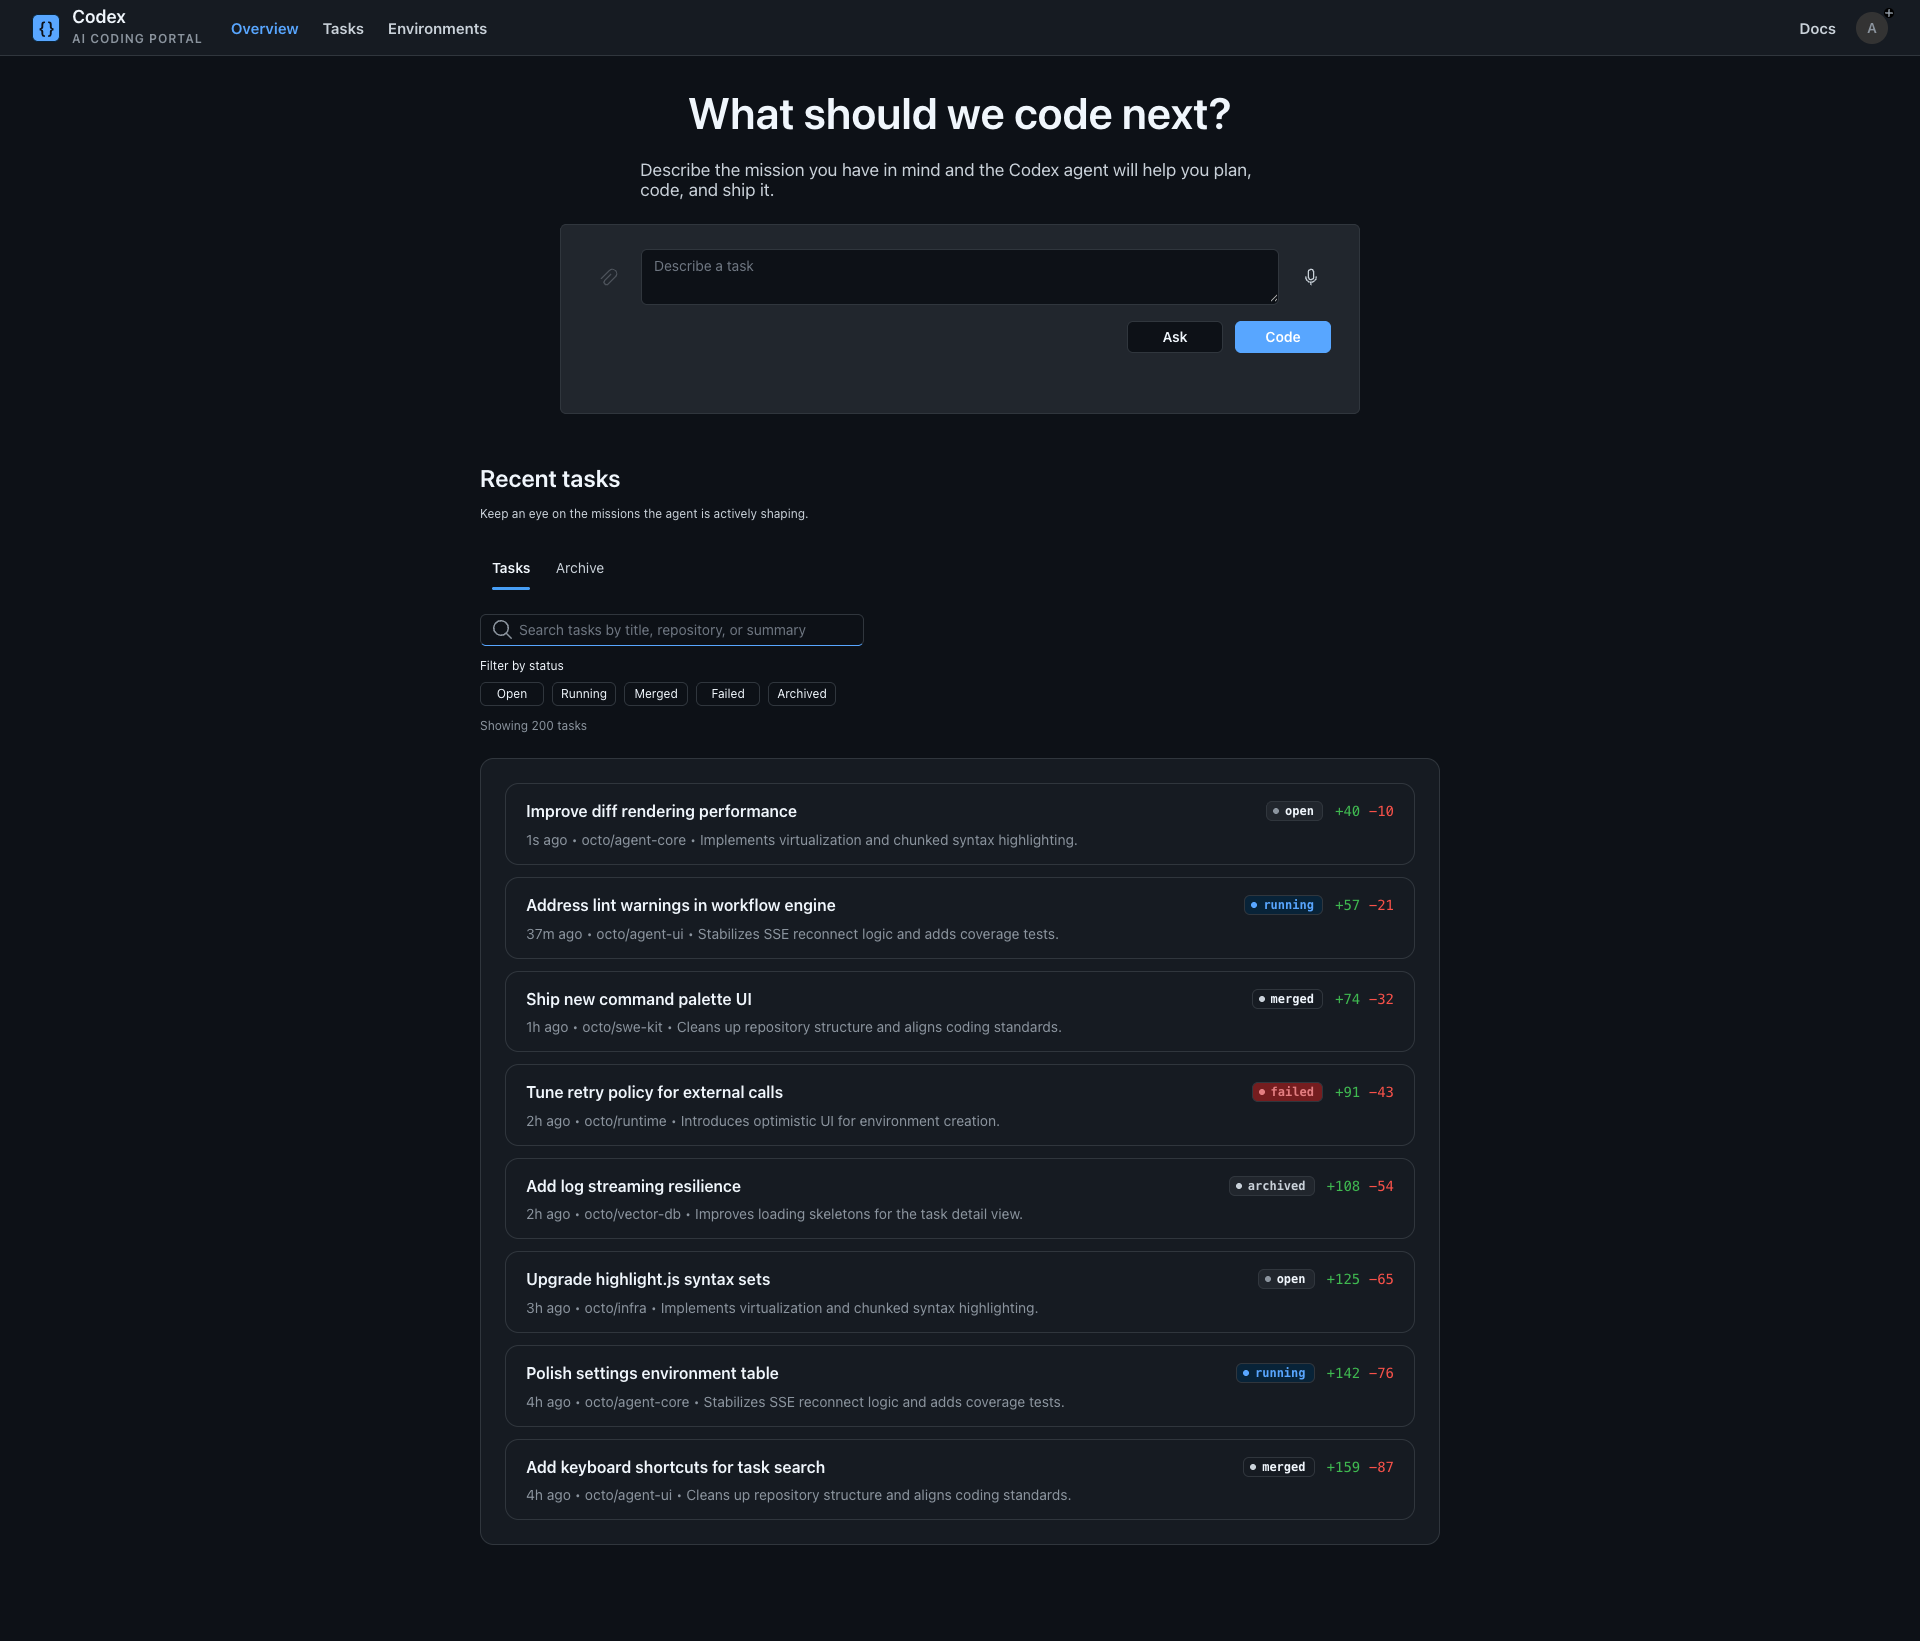 {}
Codex
AI CODING PORTAL
Overview
Tasks
Environments
Docs
A
+
What should we code next?
Describe the mission you have in mind and the Codex agent will help you plan,
code, and ship it.
Describe a task
Ask
Code
Recent tasks
Keep an eye on the missions the agent is actively shaping.
Tasks
Archive
Search tasks by title, repository, or summary
Filter by status
Open
Running
Merged
Failed
Archived
Showing 200 tasks
Improve diff rendering performance
open
+40 −10
1s ago • octo/agent-core • Implements virtualization and chunked syntax highlighting.
Address lint warnings in workflow engine
running
+57 −21
37m ago • octo/agent-ui • Stabilizes SSE reconnect logic and adds coverage tests.
Ship new command palette UI
merged
+74 −32
1h ago • octo/swe-kit • Cleans up repository structure and aligns coding standards.
Tune retry policy for external calls
failed
+91 −43
2h ago • octo/runtime • Introduces optimistic UI for environment creation.
Add log streaming resilience
archived
+108 −54
2h ago • octo/vector-db • Improves loading skeletons for the task detail view.
Upgrade highlight.js syntax sets
open
+125 −65
3h ago • octo/infra • Implements virtualization and chunked syntax highlighting.
Polish settings environment table
running
+142 −76
4h ago • octo/agent-core • Stabilizes SSE reconnect logic and adds coverage tests.
Add keyboard shortcuts for task search
merged
+159 −87
4h ago • octo/agent-ui • Cleans up repository structure and aligns coding standards.